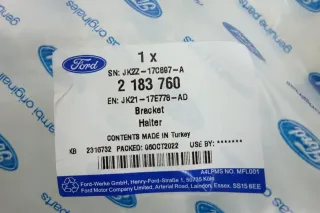 Ford
1 x
SN: JK2Z-17C897-A
2 183 760
EN: JK21-17E778-AD
Bracket
Halter
CONTENTS MADE IN Turkey
KB 2316732 PACKED: 06OCT2022 USE BY: *******
A4LPMS NO. MFL001
Ford-Werke GmbH, Henry-Ford-Straße 1, 50735 Köln
Ford Motor Company Limited, Arterial Road, Laindon, Essex. SS15 6EE